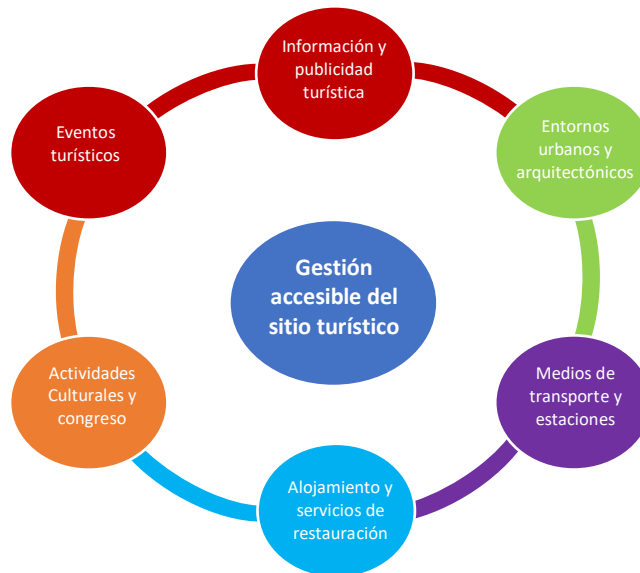 Información y
publicidad
turística
Eventos
turísticos
Entornos
urbanos y
arquitectónicos
Gestión
accesible del
sitio turístico
Actividades
Culturales y
congreso
Medios de
transporte y
estaciones
Alojamiento y
servicios de
restauración